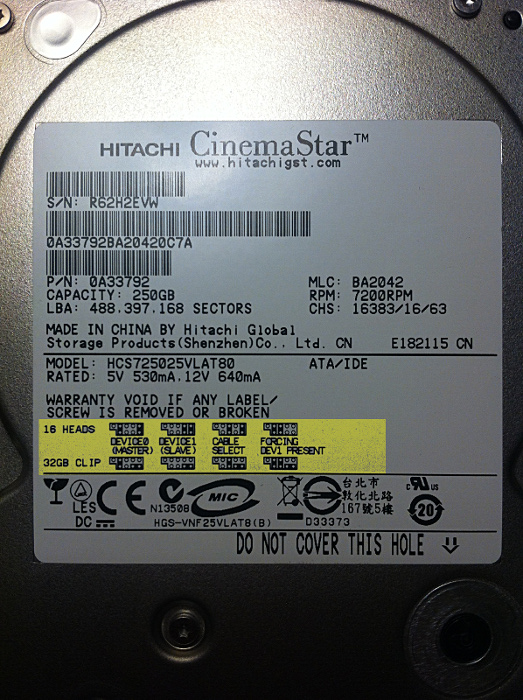 HITACHI CinemaStar™
www.hitachigst.com
S/N: R62H2EVW
0A33792BA20420C7A
P/N: 0A33792 MLC: BA2042
CAPACITY: 250GB RPM: 7200RPM
LBA: 488.397.168 SECTORS CHS: 16383/16/63
MADE IN CHINA BY Hitachi Global
Storage Products(Shenzhen)Co.. Ltd. CN E182115 CN
MODEL: HCS725025VLAT80 ATA/IDE
RATED: 5V 530mA.12V 640mA
WARRANTY VOID IF ANY LABEL/
SCREW IS REMOVED OR BROKEN
16 HEADS
DEVICE0 DEVICE1 CABLE FORCING
(MASTER) (SLAVE) SELECT DEV1 PRESENT
32GB CLIP
LES
DC
CE
N13508
MIC
HGS-VNF25VLAT8(B)
D33373
台北市
敦化北路
167號5樓
c UR US
20
DO NOT COVER THIS HOLE